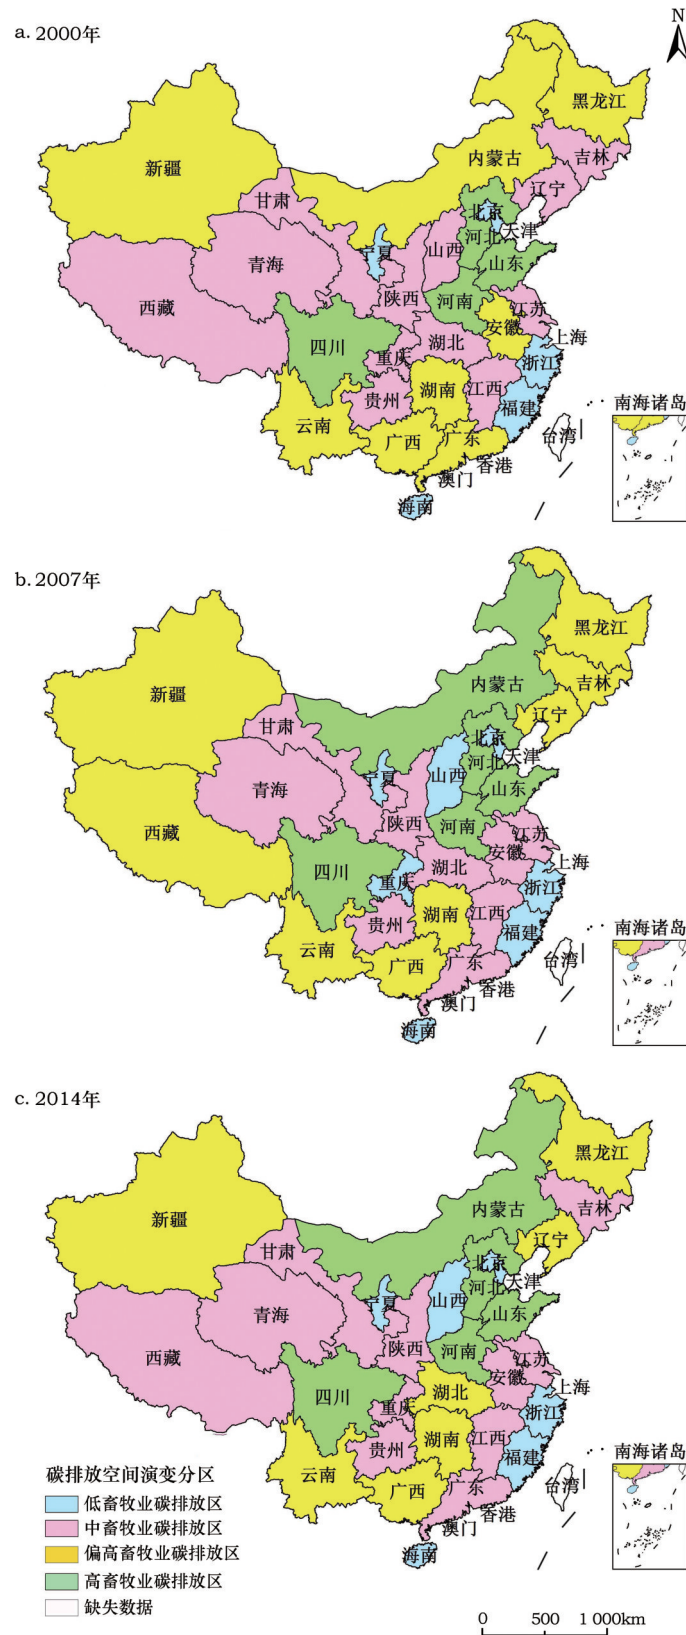 a. 2000年
N
黑龙江
内蒙古
新疆
吉林
辽宁
甘肃
北京
天津
宁夏
河北
山西
山东
青海
陕西
河南
西藏
江苏
安徽
上海
四川
湖北
重庆
浙江
湖南
江西
贵州
福建
南海诸岛
云南
广西
广东
台湾
香港
澳门
海南
b. 2007年
黑龙江
内蒙古
吉林
新疆
辽宁
甘肃
北京
天津
宁夏
山西
河北
山东
青海
陕西
河南
西藏
江苏
安徽
上海
四川
湖北
重庆
浙江
湖南
江西
贵州
福建
南海诸岛
云南
广西
广东
台湾
香港
澳门
海南
c. 2014年
黑龙江
内蒙古
新疆
吉林
辽宁
甘肃
北京
天津
河北
宁夏
山西
山东
青海
陕西
河南
西藏
江苏
安徽
上海
四川
湖北
重庆
浙江
湖南
江西
贵州
福建
南海诸岛
云南
广西
广东
台湾
香港
澳门
海南
碳排放空间演变分区
低畜牧业碳排放区
中畜牧业碳排放区
偏高畜牧业碳排放区
高畜牧业碳排放区
缺失数据
0 500 1 000km